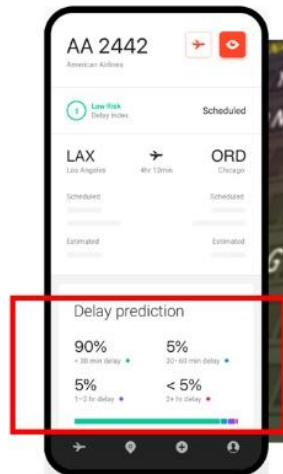 AA 2442
American Airlines
1 Low Risk
Delay Index
Scheduled
LAX ORD
Los Angeles 4hr 13min Chicago
Scheduled Scheduled
Estimated Estimated
Delay prediction
90% 5%
< 30 min delay 30-60 min delay
5% < 5%
1-2 hr delay 2+ hr delay